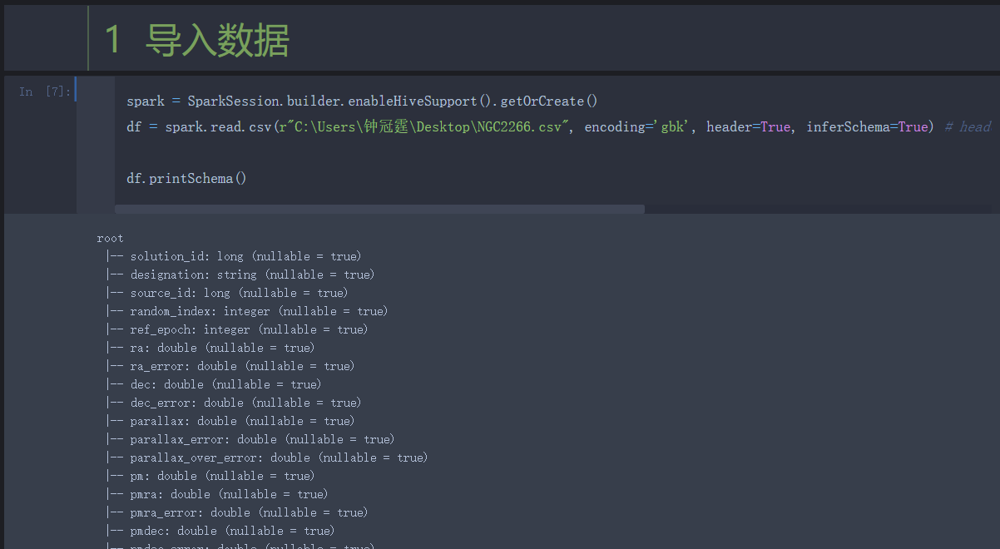 1 导入数据
In [7]:
spark = SparkSession.builder.enableHiveSupport().getOrCreate()
df = spark.read.csv(r"C:\Users\钟冠霆\Desktop\NGC2266.csv", encoding='gbk', header=True, inferSchema=True) # head
df.printSchema()
root
|-- solution_id: long (nullable = true)
|-- designation: string (nullable = true)
|-- source_id: long (nullable = true)
|-- random_index: integer (nullable = true)
|-- ref_epoch: integer (nullable = true)
|-- ra: double (nullable = true)
|-- ra_error: double (nullable = true)
|-- dec: double (nullable = true)
|-- dec_error: double (nullable = true)
|-- parallax: double (nullable = true)
|-- parallax_error: double (nullable = true)
|-- parallax_over_error: double (nullable = true)
|-- pm: double (nullable = true)
|-- pmra: double (nullable = true)
|-- pmra_error: double (nullable = true)
|-- pmdec: double (nullable = true)
|-- pmdec_error: double (nullable = true)